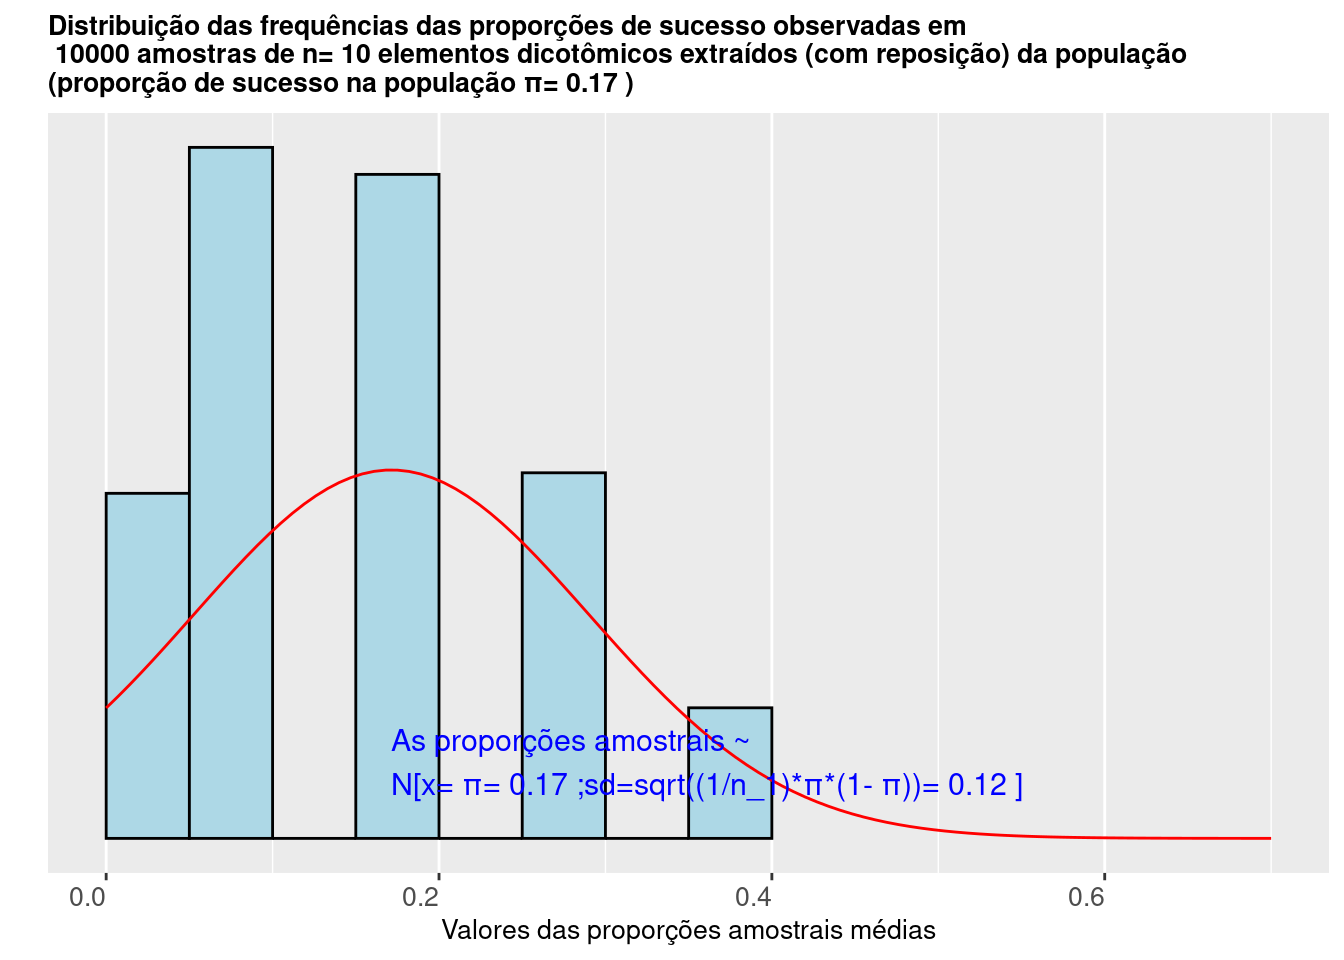 Distribuição das frequências das proporções de sucesso observadas em
10000 amostras de n= 10 elementos dicotômicos extraídos (com reposição) da população
(proporção de sucesso na população π= 0.17 )
As proporções amostrais ~
N[x= π= 0.17 ;sd=sqrt((1/n_1)*π*(1- π))= 0.12 ]
0.0 0.2 0.4 0.6
Valores das proporções amostrais médias